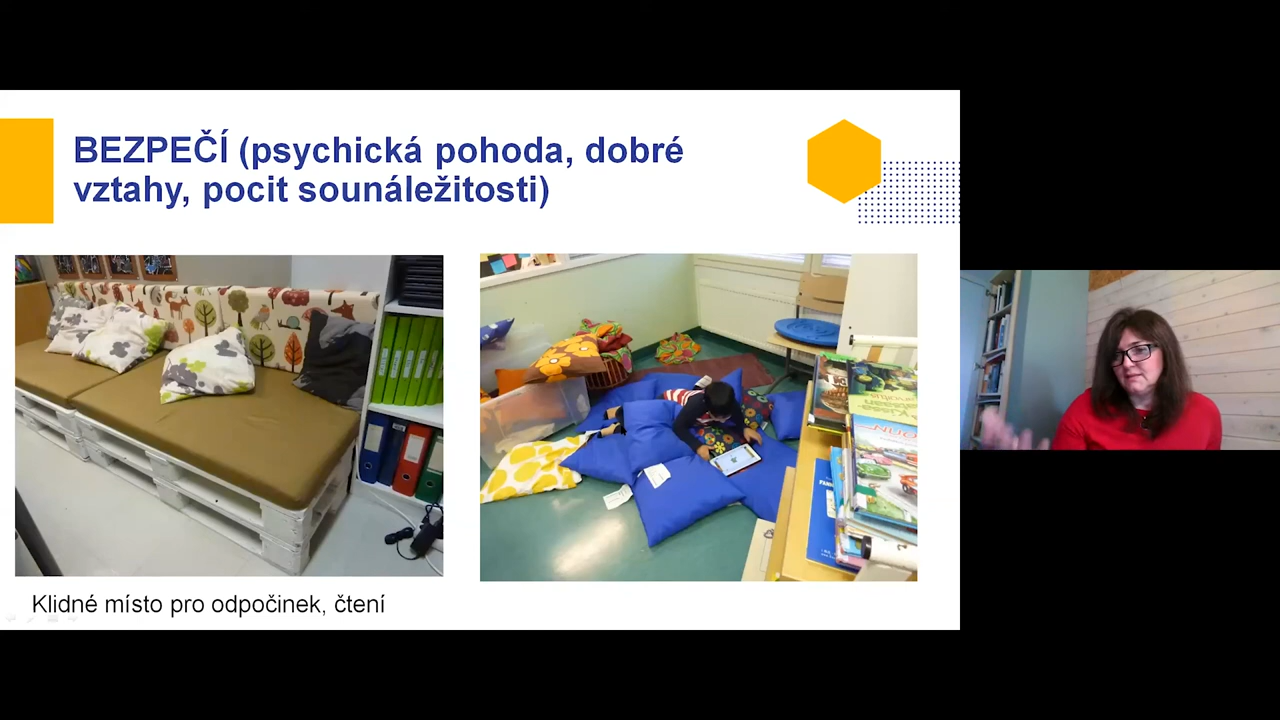 BEZPEČÍ (psychická pohoda, dobré
vztahy, pocit sounáležitosti)
Klidné místo pro odpočinek, čtení